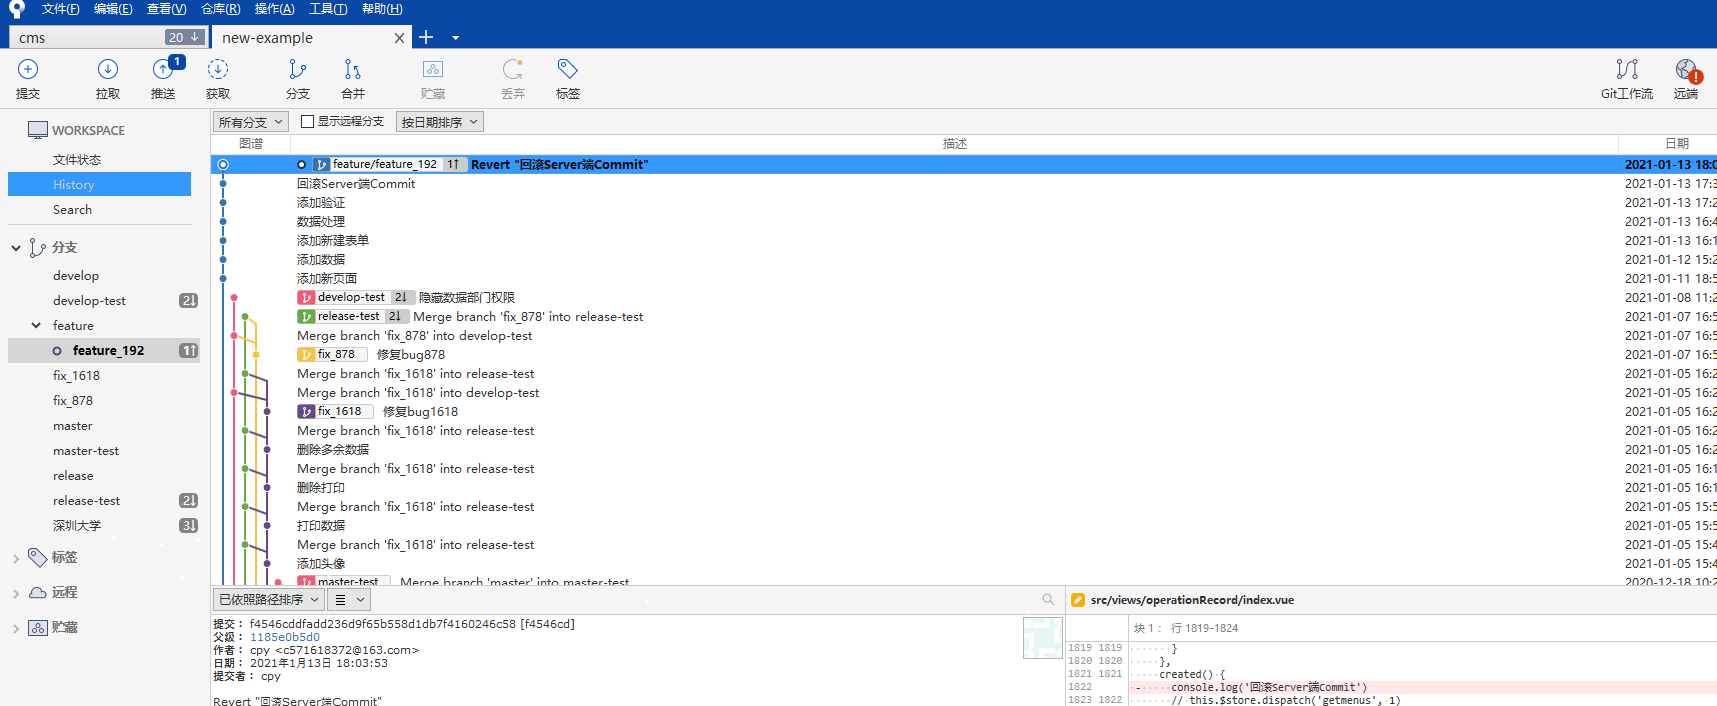 文件(F) 编辑(E) 查看(V) 仓库(R) 操作(A) 工具(T) 帮助(H)
cms 20 ↓ new-example
1
提交 拉取 推送 获取 分支 合并 贮藏 丢弃 标签 Git工作流 远端
所有分支 显示远程分支 按日期排序
图谱 描述 日期
WORKSPACE
文件状态
History
Search
分支
develop
develop-test 2↓
feature
feature_192 1↑
fix_1618
fix_878
master
master-test
release
release-test 2↓
深圳大学 3↓
标签
远程
贮藏
feature/feature_192 1↑ Revert "回滚Server端Commit" 2021-01-13 18:0
回滚Server端Commit 2021-01-13 17:3
添加验证 2021-01-13 17:2
数据处理 2021-01-13 16:4
添加新建表单 2021-01-13 16:1
添加数据 2021-01-12 15:2
添加新页面 2021-01-11 18:5
develop-test 2↓ 隐藏数据部门权限 2021-01-08 11:2
release-test 2↓ Merge branch 'fix_878' into release-test 2021-01-07 16:5
Merge branch 'fix_878' into develop-test 2021-01-07 16:5
fix_878 修复bug878 2021-01-07 16:5
Merge branch 'fix_1618' into release-test 2021-01-05 16:2
Merge branch 'fix_1618' into develop-test 2021-01-05 16:2
fix_1618 修复bug1618 2021-01-05 16:2
Merge branch 'fix_1618' into release-test 2021-01-05 16:2
删除多余数据 2021-01-05 16:2
Merge branch 'fix_1618' into release-test 2021-01-05 16:1
删除打印 2021-01-05 16:1
Merge branch 'fix_1618' into release-test 2021-01-05 15:5
打印数据 2021-01-05 15:5
Merge branch 'fix_1618' into release-test 2021-01-05 15:4
添加头像 2021-01-05 15:4
master-test Merge branch 'master' into master-test 2020-12-18 10:2
已依照路径排序
提交： f4546cddfadd236d9f65b558d1db7f4160246c58 [f4546cd]
父级： 1185e0b5d0
作者： cpy <c571618372@163.com>
日期： 2021年1月13日 18:03:53
提交者： cpy
Revert "回滚Server端Commit"
src/views/operationRecord/index.vue
块 1： 行 1819-1824
1819 1819 }
1820 1820 },
1821 1821 created() {
1822 - console.log('回滚Server端Commit')
1823 1822 // this.$store.dispatch('getmenus', 1)